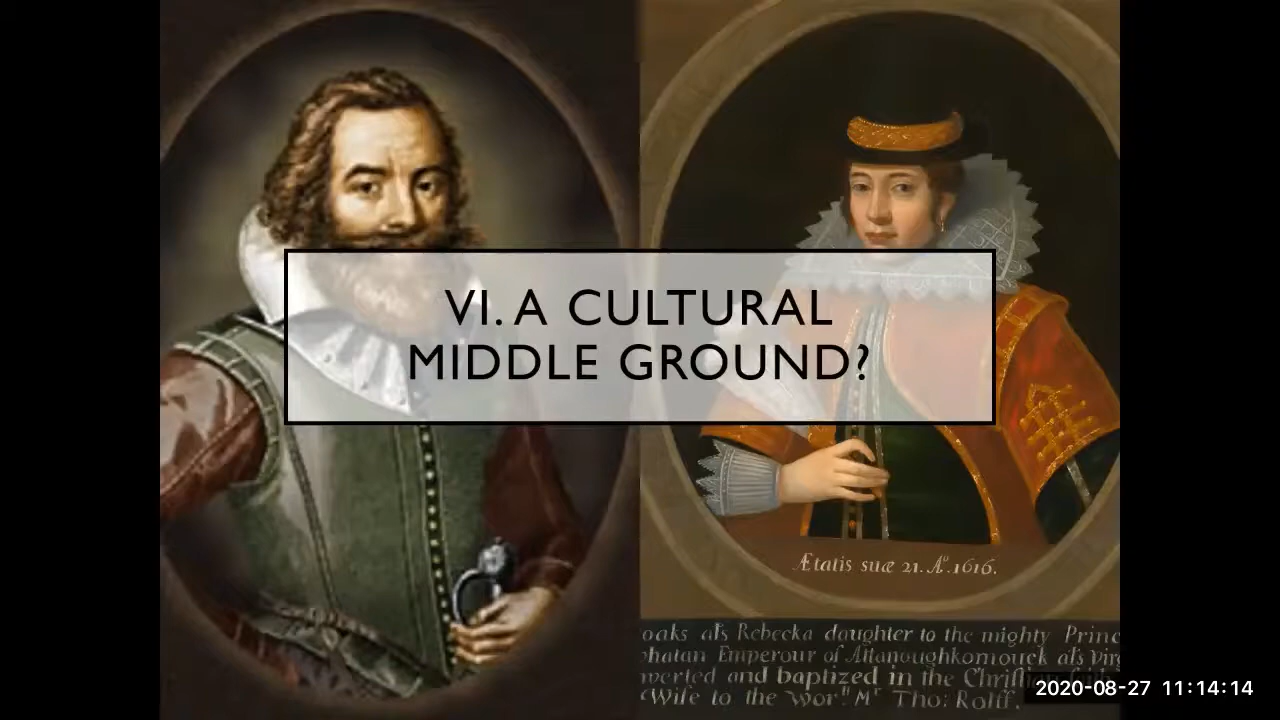 VI. A CULTURAL
MIDDLE GROUND?
Ætatis suæ 21. Aº. 1616.
oaks als Rebecka daughter to the mighty Princ
phatan Emperour of Attanoughkomouck als Virg
verted and baptized in the
Wife to the Worll Mr Tho: Rolff.
2020-08-27 11:14:14